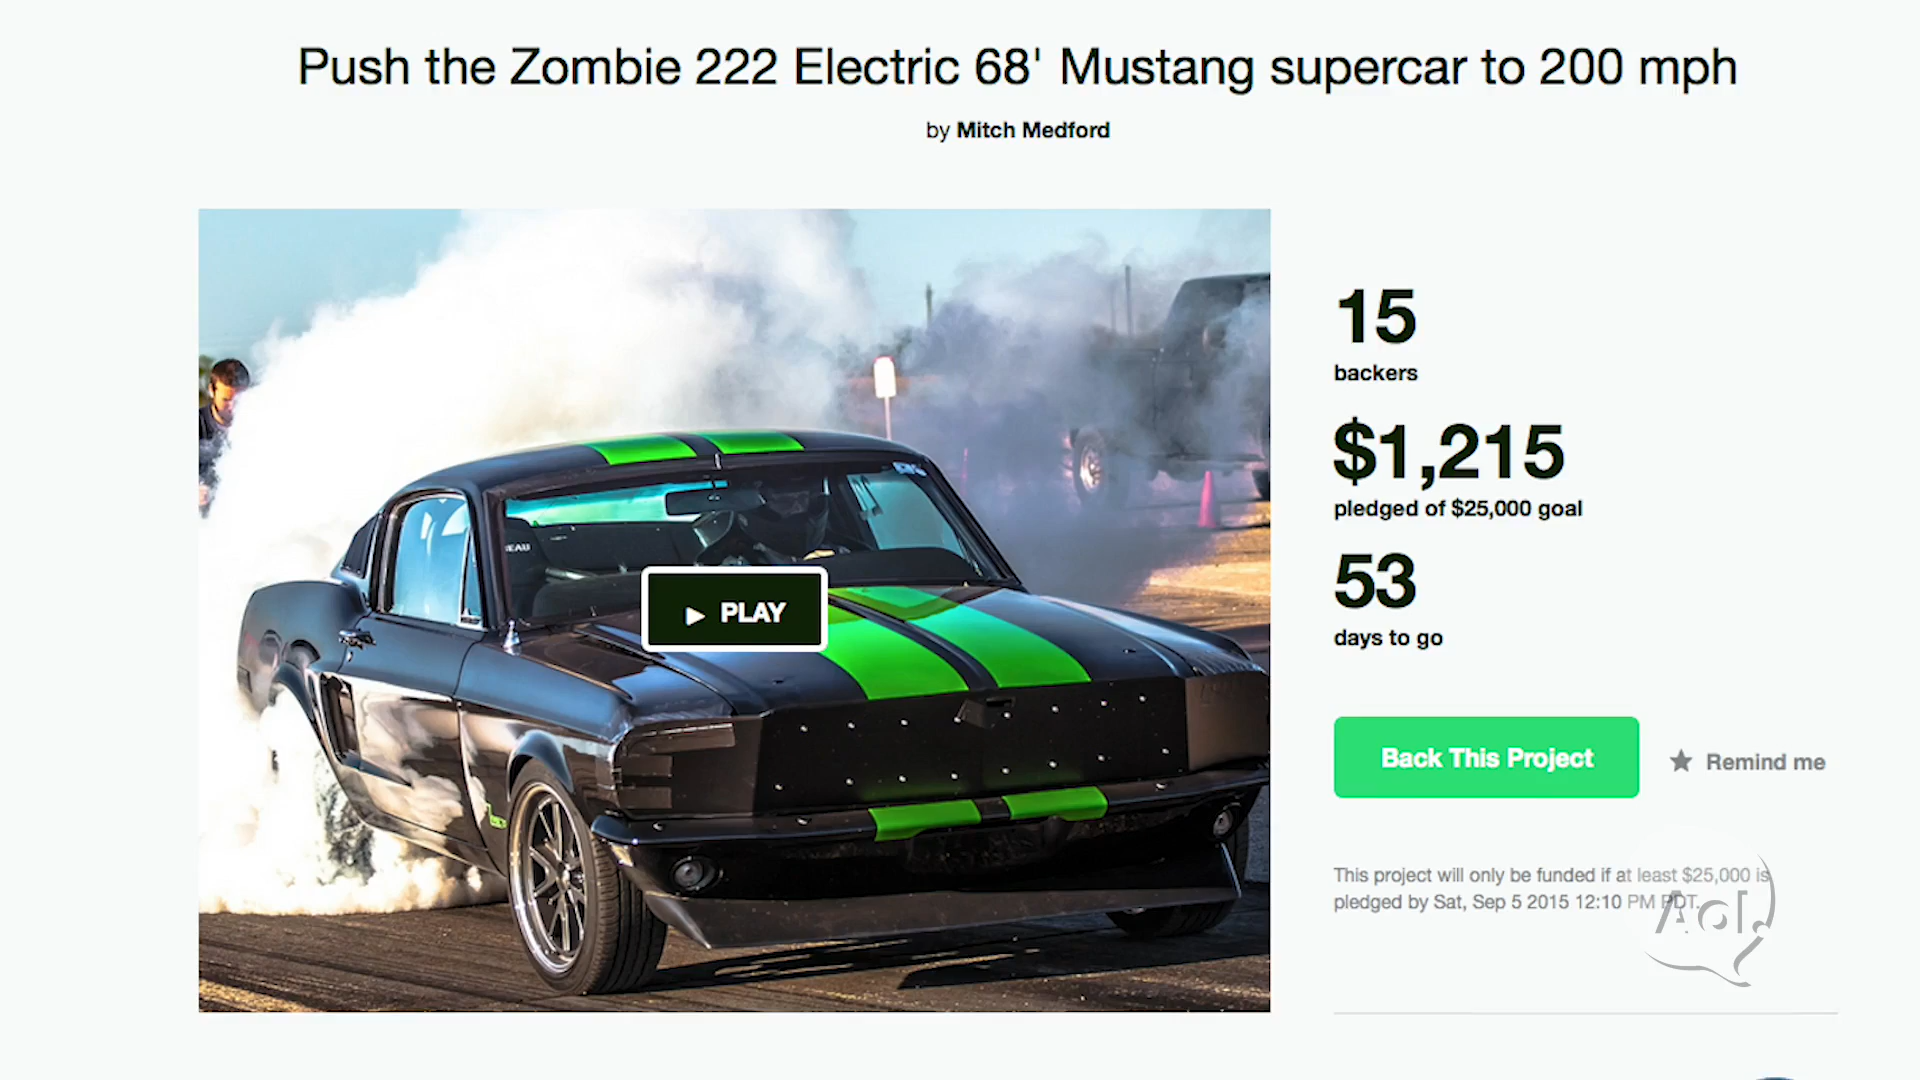 Push the Zombie 222 Electric 68' Mustang supercar to 200 mph
by Mitch Medford
15
backers
$1,215
pledged of $25,000 goal
53
days to go
PLAY
Back This Project
Remind me
This project will only be funded if at least $25,000 is
pledged by Sat, Sep 5 2015 12:10 PM PDT.
Aol.